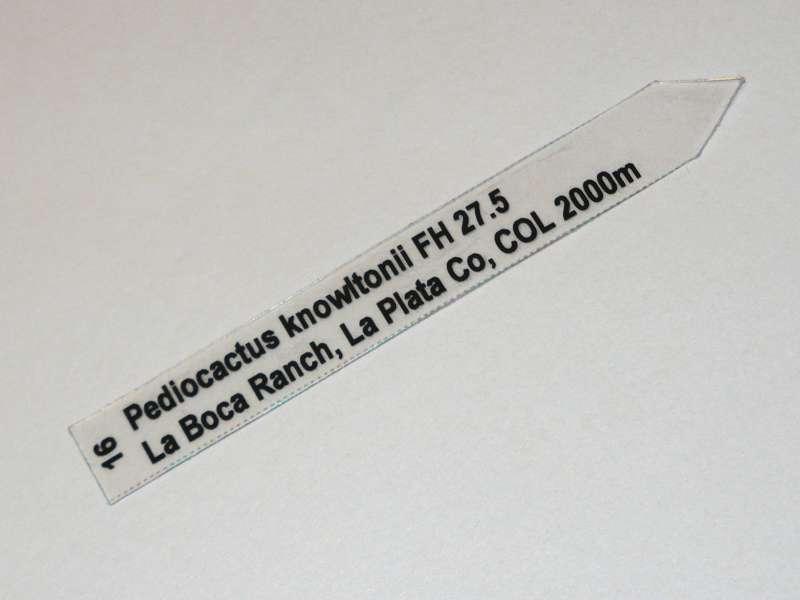 16
Pediocactus knowltonii FH 27.5
La Boca Ranch, La Plata Co, COL 2000m